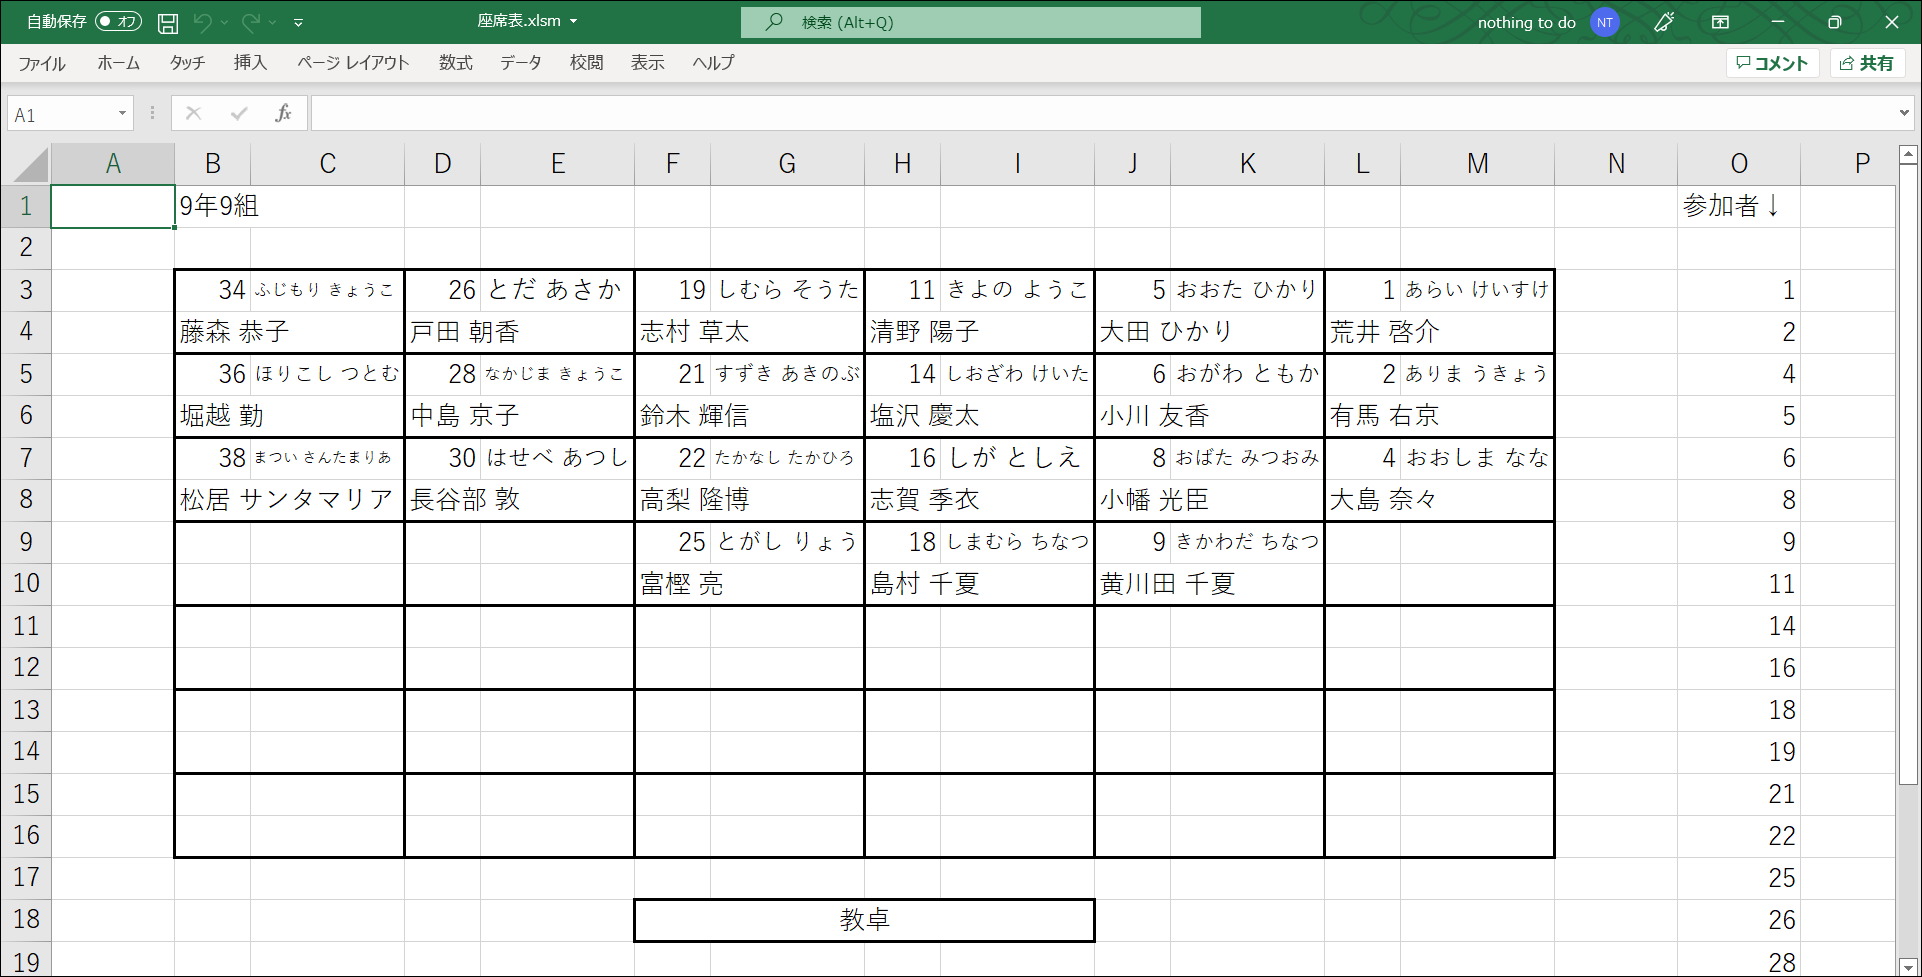 自動保存 オフ 座席表.xlsm 検索 (Alt+Q) nothing to do NT
ファイル ホーム タッチ 挿入 ページ レイアウト 数式 データ 校閲 表示 ヘルプ コメント 共有
A1 fx
A B C D E F G H I J K L M N O P
1 9年9組 参加者↓
2
3 34 ふじもり きょうこ 26 とだ あさか 19 しむら そうた 11 きよの ようこ 5 おおた ひかり 1 あらい けいすけ 1
4 藤森 恭子 戸田 朝香 志村 草太 清野 陽子 大田 ひかり 荒井 啓介 2
5 36 ほりこし つとむ 28 なかじま きょうこ 21 すずき あきのぶ 14 しおざわ けいた 6 おがわ ともか 2 ありま うきょう 4
6 堀越 勤 中島 京子 鈴木 輝信 塩沢 慶太 小川 友香 有馬 右京 5
7 38 まつい さんたまりあ 30 はせべ あつし 22 たかなし たかひろ 16 しが としえ 8 おばた みつおみ 4 おおしま なな 6
8 松居 サンタマリア 長谷部 敦 高梨 隆博 志賀 季衣 小幡 光臣 大島 奈々 8
9 25 とがし りょう 18 しまむら ちなつ 9 きかわだ ちなつ 9
10 富樫 亮 島村 千夏 黄川田 千夏 11
11 14
12 16
13 18
14 19
15 21
16 22
17 25
18 教卓 26
19 28